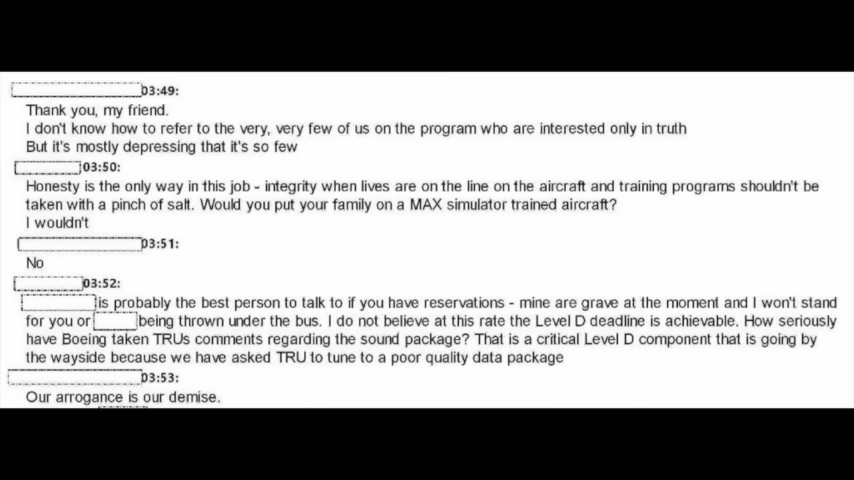 03:49:
Thank you, my friend.
I don't know how to refer to the very, very few of us on the program who are interested only in truth
But it's mostly depressing that it's so few
03:50:
Honesty is the only way in this job - integrity when lives are on the line on the aircraft and training programs shouldn't be
taken with a pinch of salt. Would you put your family on a MAX simulator trained aircraft?
I wouldn't
03:51:
No
03:52:
is probably the best person to talk to if you have reservations - mine are grave at the moment and I won't stand
for you or being thrown under the bus. I do not believe at this rate the Level D deadline is achievable. How seriously
have Boeing taken TRUs comments regarding the sound package? That is a critical Level D component that is going by
the wayside because we have asked TRU to tune to a poor quality data package
03:53:
Our arrogance is our demise.